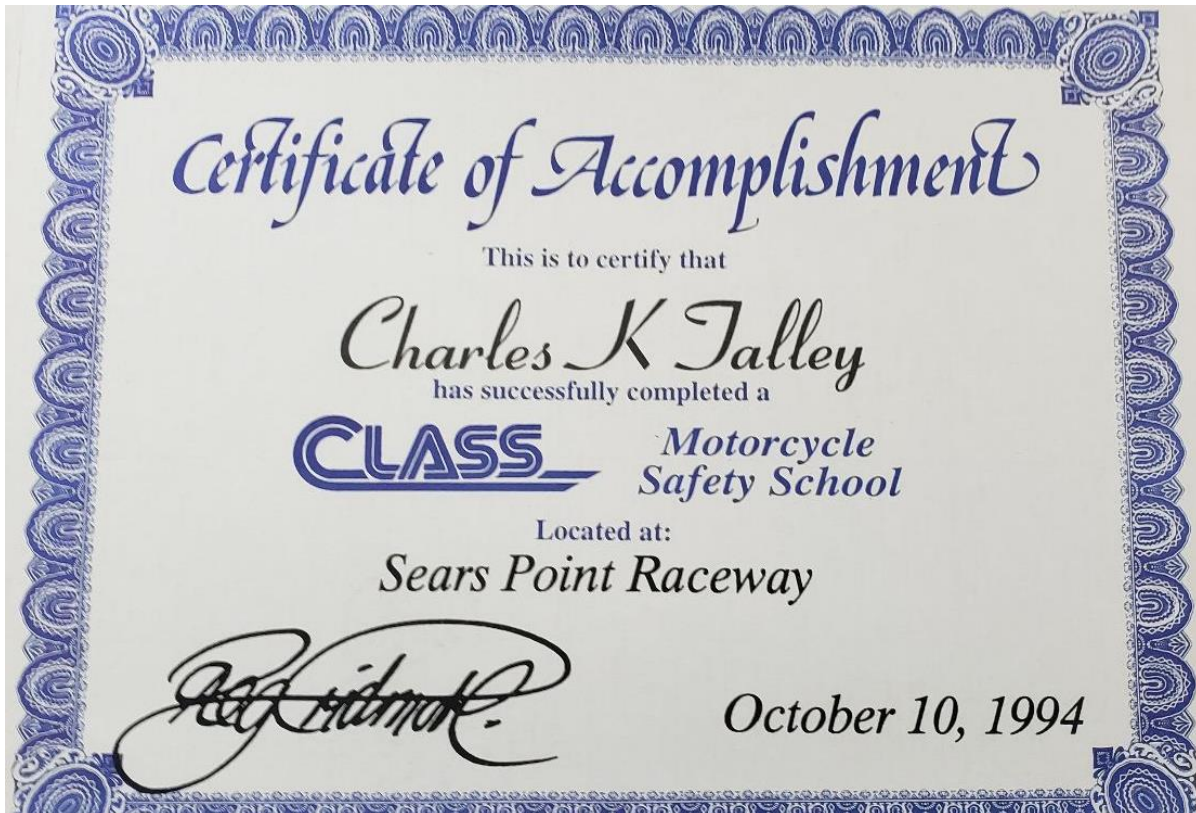 Certificate of Accomplishment
This is to certify that
Charles K Talley
has successfully completed a
CLASS Motorcycle
Safety School
Located at:
Sears Point Raceway
October 10, 1994